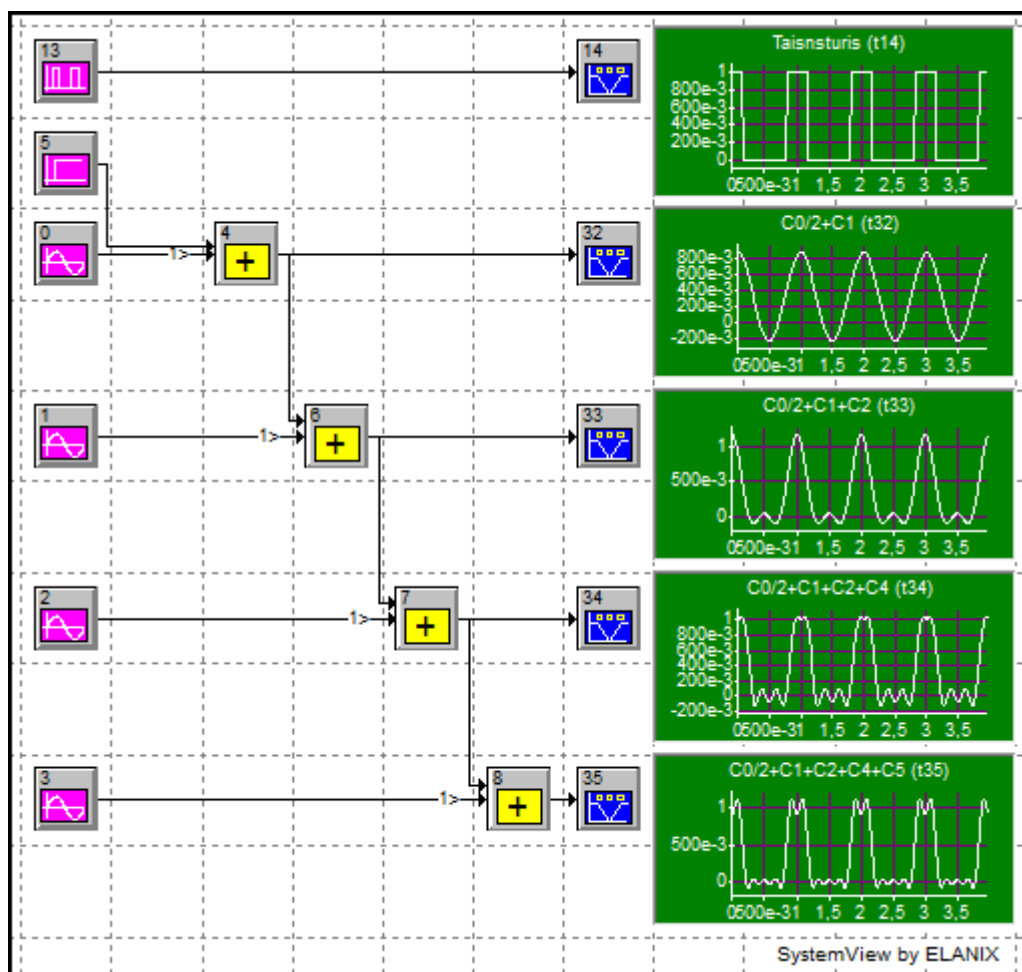 13
14
Taisnsturis (t14)
1
800e-3
600e-3
400e-3
200e-3
0
0500e-31 1,5 2 2,5 3 3,5
5
0
1>
4
32
C0/2+C1 (t32)
800e-3
600e-3
400e-3
200e-3
0
-200e-3
0500e-31 1,5 2 2,5 3 3,5
1
1>
6
33
C0/2+C1+C2 (t33)
1
500e-3
0
0500e-31 1,5 2 2,5 3 3,5
2
1>
7
34
C0/2+C1+C2+C4 (t34)
1
800e-3
600e-3
400e-3
200e-3
0
-200e-3
0500e-31 1,5 2 2,5 3 3,5
3
1>
8
35
C0/2+C1+C2+C4+C5 (t35)
1
500e-3
0
0500e-31 1,5 2 2,5 3 3,5
SystemView by ELANIX